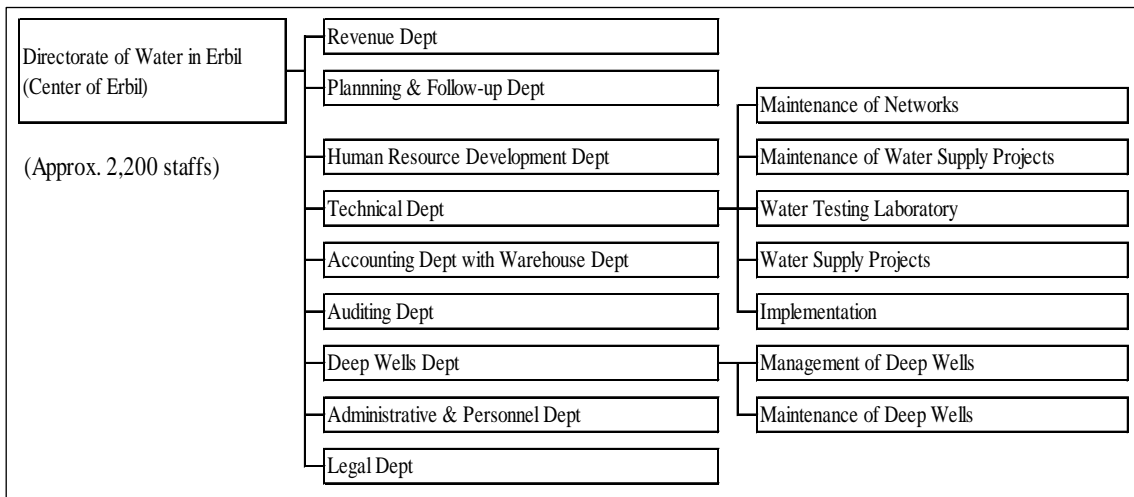 Directorate of Water in Erbil
(Center of Erbil)
(Approx. 2,200 staffs)
Revenue Dept
Plannning & Follow-up Dept
Human Resource Development Dept
Technical Dept
Accounting Dept with Warehouse Dept
Auditing Dept
Deep Wells Dept
Administrative & Personnel Dept
Legal Dept
Maintenance of Networks
Maintenance of Water Supply Projects
Water Testing Laboratory
Water Supply Projects
Implementation
Management of Deep Wells
Maintenance of Deep Wells